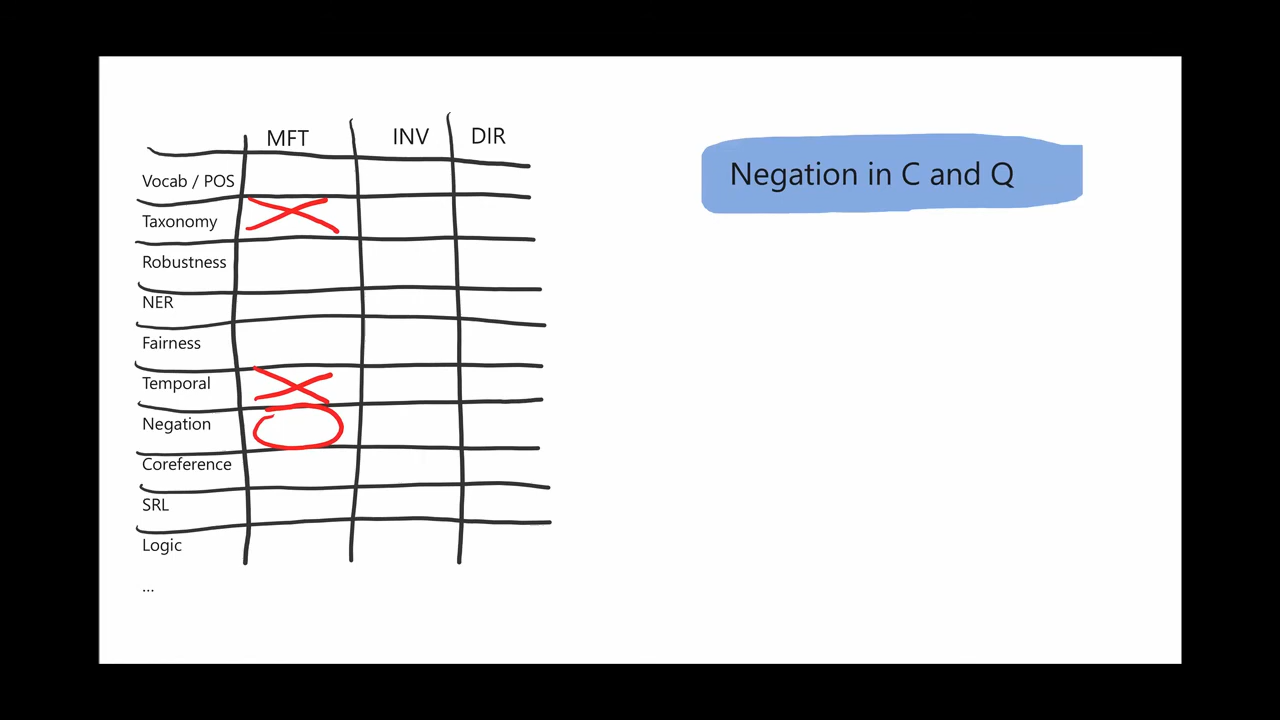 MFT INV DIR
Vocab / POS
Taxonomy
Robustness
NER
Fairness
Temporal
Negation
Coreference
SRL
Logic
...
Negation in C and Q